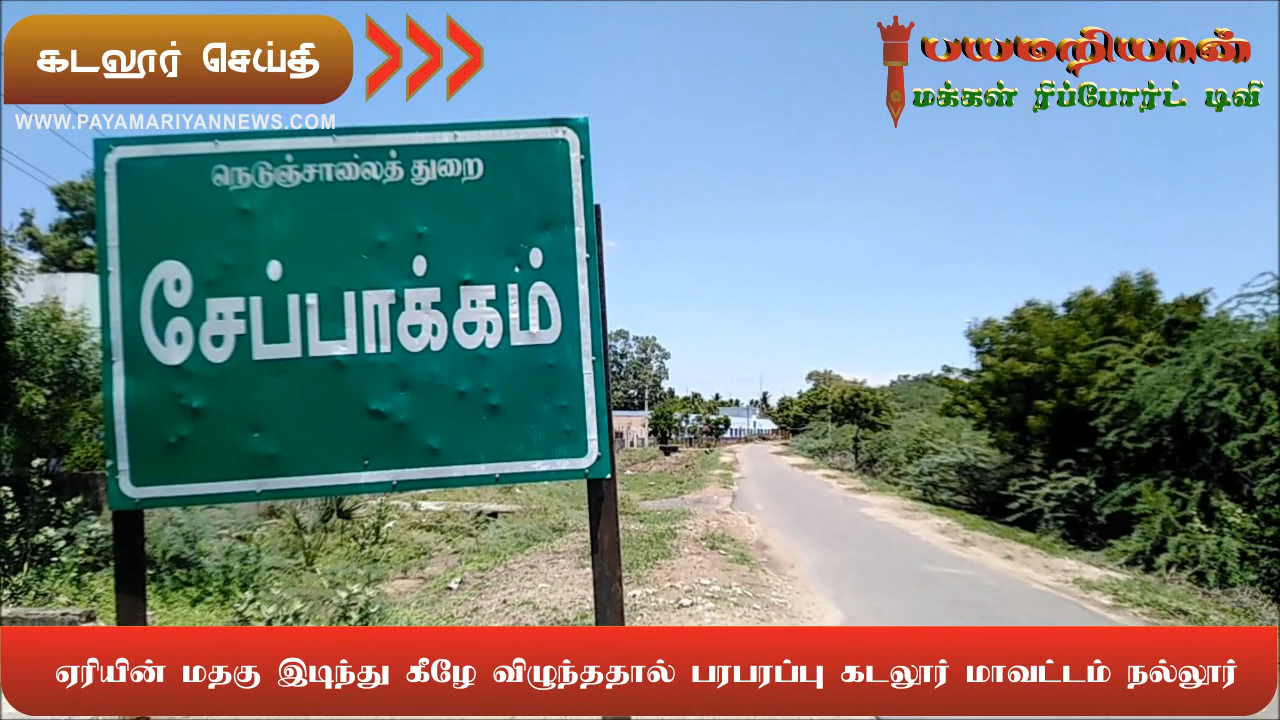 கடலூர் செய்தி
பயமறியான்
மக்கள் ரிப்போர்ட் டிவி
WWW.PAYAMARIYANNEWS.COM
நெடுஞ்சாலைத் துறை
சேப்பாக்கம்
ஏரியின் மதகு இடிந்து கீழே விழுந்ததால் பரபரப்பு கடலூர் மாவட்டம் நல்லூர்